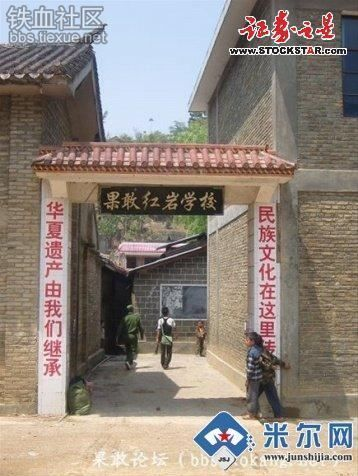 铁血社区
bbs.tiexue.net
证券之星
WWW.STOCKSTAR.COM
果敢红岩学校
华夏遗产由我们继承
民族文化在这里
果敢论坛
米尔网
www.junshijia.com
JSJ